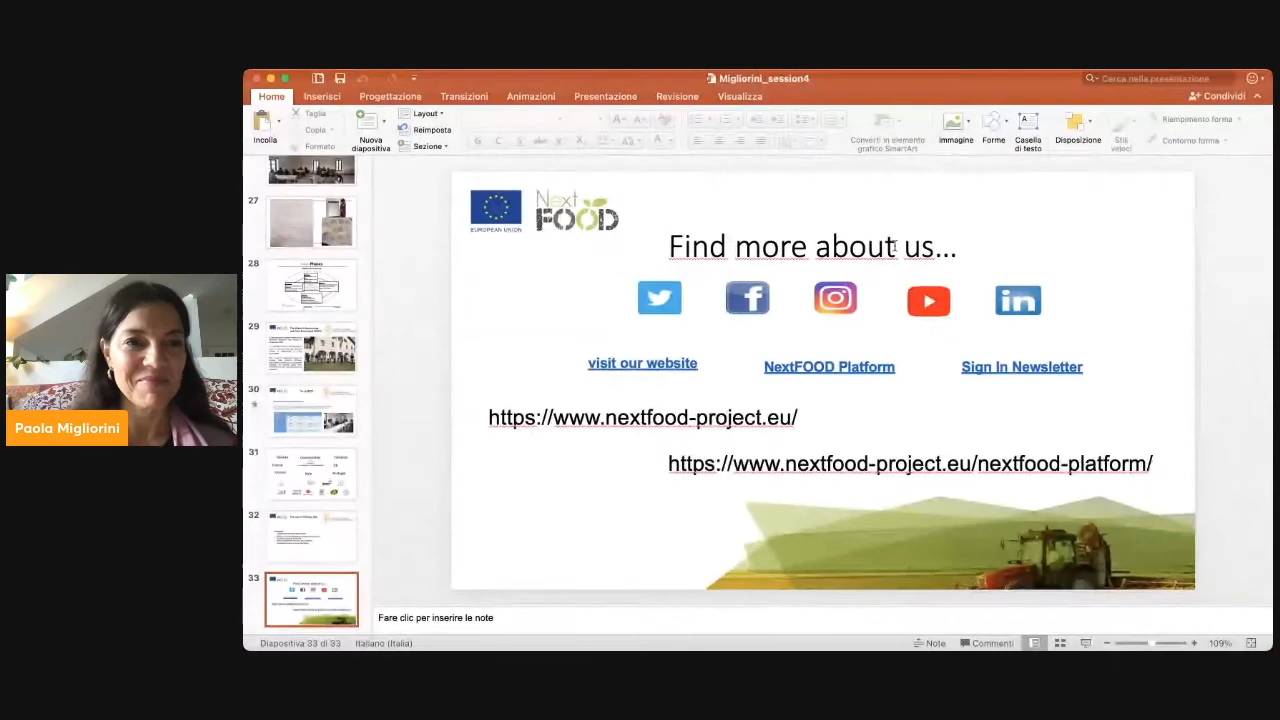 Migliorini_session4
Cerca nella presentazione
Home Inserisci Progettazione Transizioni Animazioni Presentazione Revisione Visualizza
Condividi
Incolla
Taglia
Copia
Formato
Nuova diapositiva
Layout
Reimposta
Sezione
Converti in elemento grafico SmartArt
Immagine
Forme
Casella di testo
Disposizione
Stili veloci
Riempimento forma
Contorno forma
27
28
29
30
31
32
33
EUROPEAN UNION
Next FOOD
Find more about us...
visit our website NextFOOD Platform Sign In Newsletter
https://www.nextfood-project.eu/
https://www.nextfood-project.eu/nextfood-platform/
Paola Migliorini
Fare clic per inserire le note
Diapositiva 33 di 33 Italiano (Italia)
Note Commenti 109%